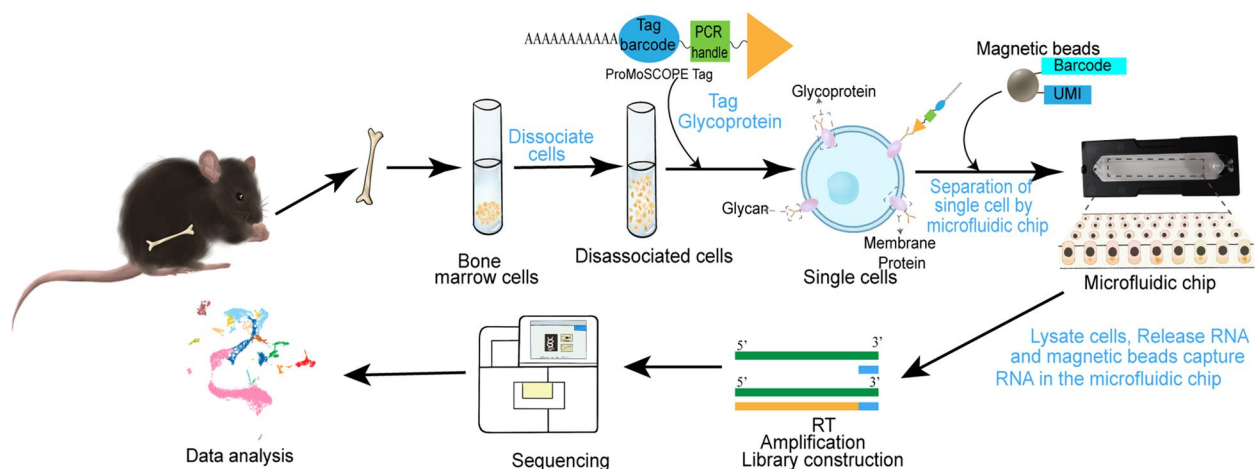 AAAAAAAAAAA
Tag
barcode
PCR
handle
ProMoSCOPE Tag
Magnetic beads
Barcode
UMI
Dissociate
cells
Tag
Glycoprotein
Glycoprotein
Glycan
Membrane
Protein
Separation of
single cell by
microfluidic chip
Bone
marrow cells
Disassociated cells
Single cells
Microfluidic chip
Lysate cells, Release RNA
and magnetic beads capture
RNA in the microfluidic chip
5’ 3’
5’ 3’
RT
Amplification
Library construction
Sequencing
Data analysis